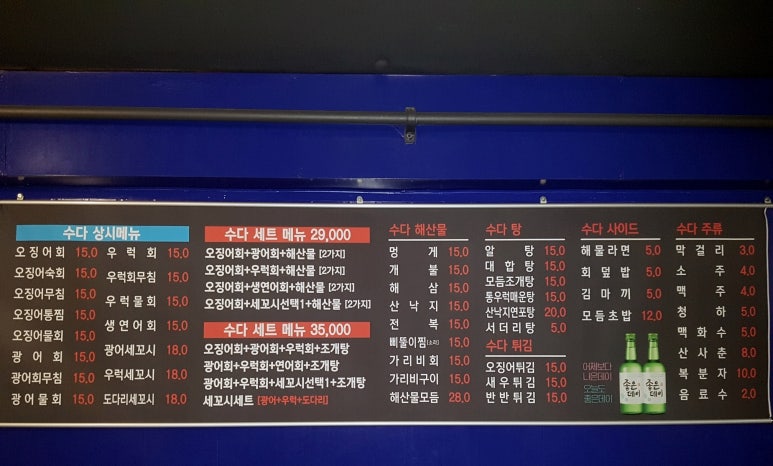 수다 상시메뉴
오징어회 15,0
오징어숙회 15,0
오징어무침 15,0
오징어통찜 15,0
오징어물회 15,0
광어회 15,0
광어회무침 15,0
광어물회 15,0
우럭회 15,0
우럭회무침 15,0
우럭물회 15,0
생연어회 15,0
광어세꼬시 18,0
우럭세꼬시 18,0
도다리세꼬시 18,0
수다 세트 메뉴 29,000
오징어회+광어회+해산물 [2가지]
오징어회+우럭회+해산물 [2가지]
오징어회+생연어회+해산물 [2가지]
오징어회+세꼬시선택1+해산물 [2가지]
수다 세트 메뉴 35,000
오징어회+광어회+우럭회+조개탕
광어회+우럭회+연어회+조개탕
광어회+우럭회+세꼬시선택1+조개탕
세꼬시세트 [광어+우럭+도다리]
수다 해산물
멍게 15,0
개불 15,0
해삼 15,0
산낙지 15,0
전복 15,0
삐뚤이찜[소라] 15,0
가리비회 15,0
가리비구이 15,0
해산물모듬 28,0
수다 탕
알탕 15,0
대합탕 15,0
모듬조개탕 15,0
통우럭매운탕 15,0
산낙지연포탕 20,0
서더리탕 5,0
수다 튀김
오징어튀김 15,0
새우튀김 15,0
반반튀김 15,0
수다 사이드
해물라면 5,0
회덮밥 5,0
김마끼 5,0
모듬초밥 12,0
어제보다
나은데이
오늘도
좋은데이
좋은
데이
좋은
데이
수다 주류
막걸리 3,0
소주 4,0
맥주 4,0
청하 5,0
맥화수 5,0
산사춘 8,0
복분자 10,0
음료수 2,0